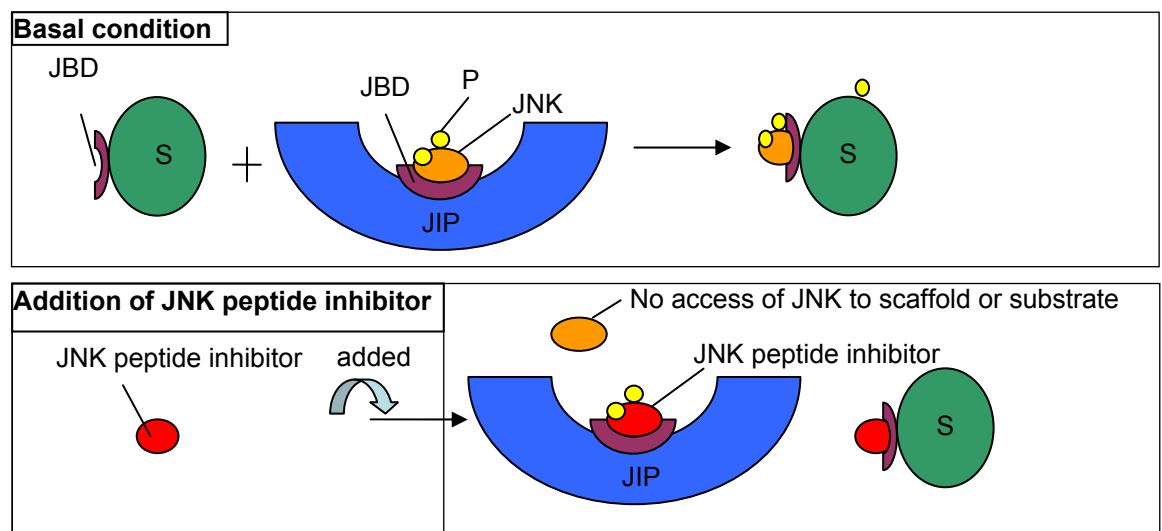 Basal condition
JBD
S
JBD
P
JNK
JIP
S
Addition of JNK peptide inhibitor
JNK peptide inhibitor
added
No access of JNK to scaffold or substrate
JNK peptide inhibitor
JIP
S